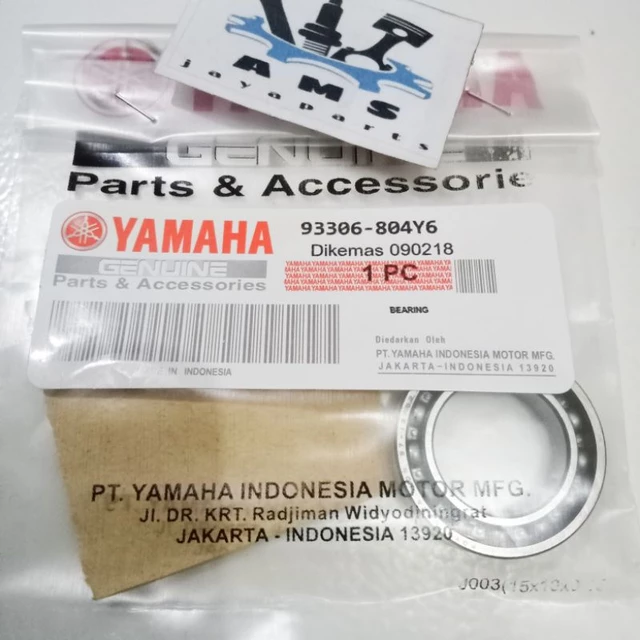 AMS
jayaparts
GENUINE
Parts & Accessorie
YAMAHA
GENUINE
Parts & Accessories
93306-804Y6
Dikemas 090218
1 PC
BEARING
IN INDONESIA
Diedarkan Oleh
PT.YAMAHA INDONESIA MOTOR MFG.
JAKARTA-INDONESIA 13920
PT. YAMAHA INDONESIA MOTOR MFG.
Jl. DR. KRT. Radjiman Widyodiningrat
JAKARTA - INDONESIA 13920